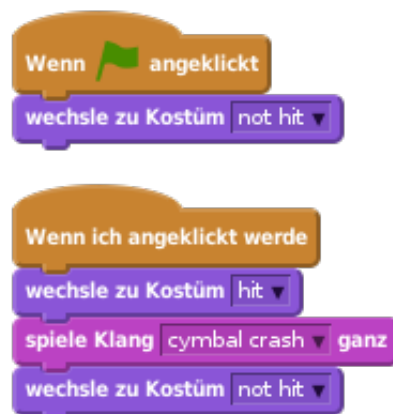 Wenn angeklickt
wechsle zu Kostüm not hit
Wenn ich angeklickt werde
wechsle zu Kostüm hit
spiele Klang cymbal crash ganz
wechsle zu Kostüm not hit